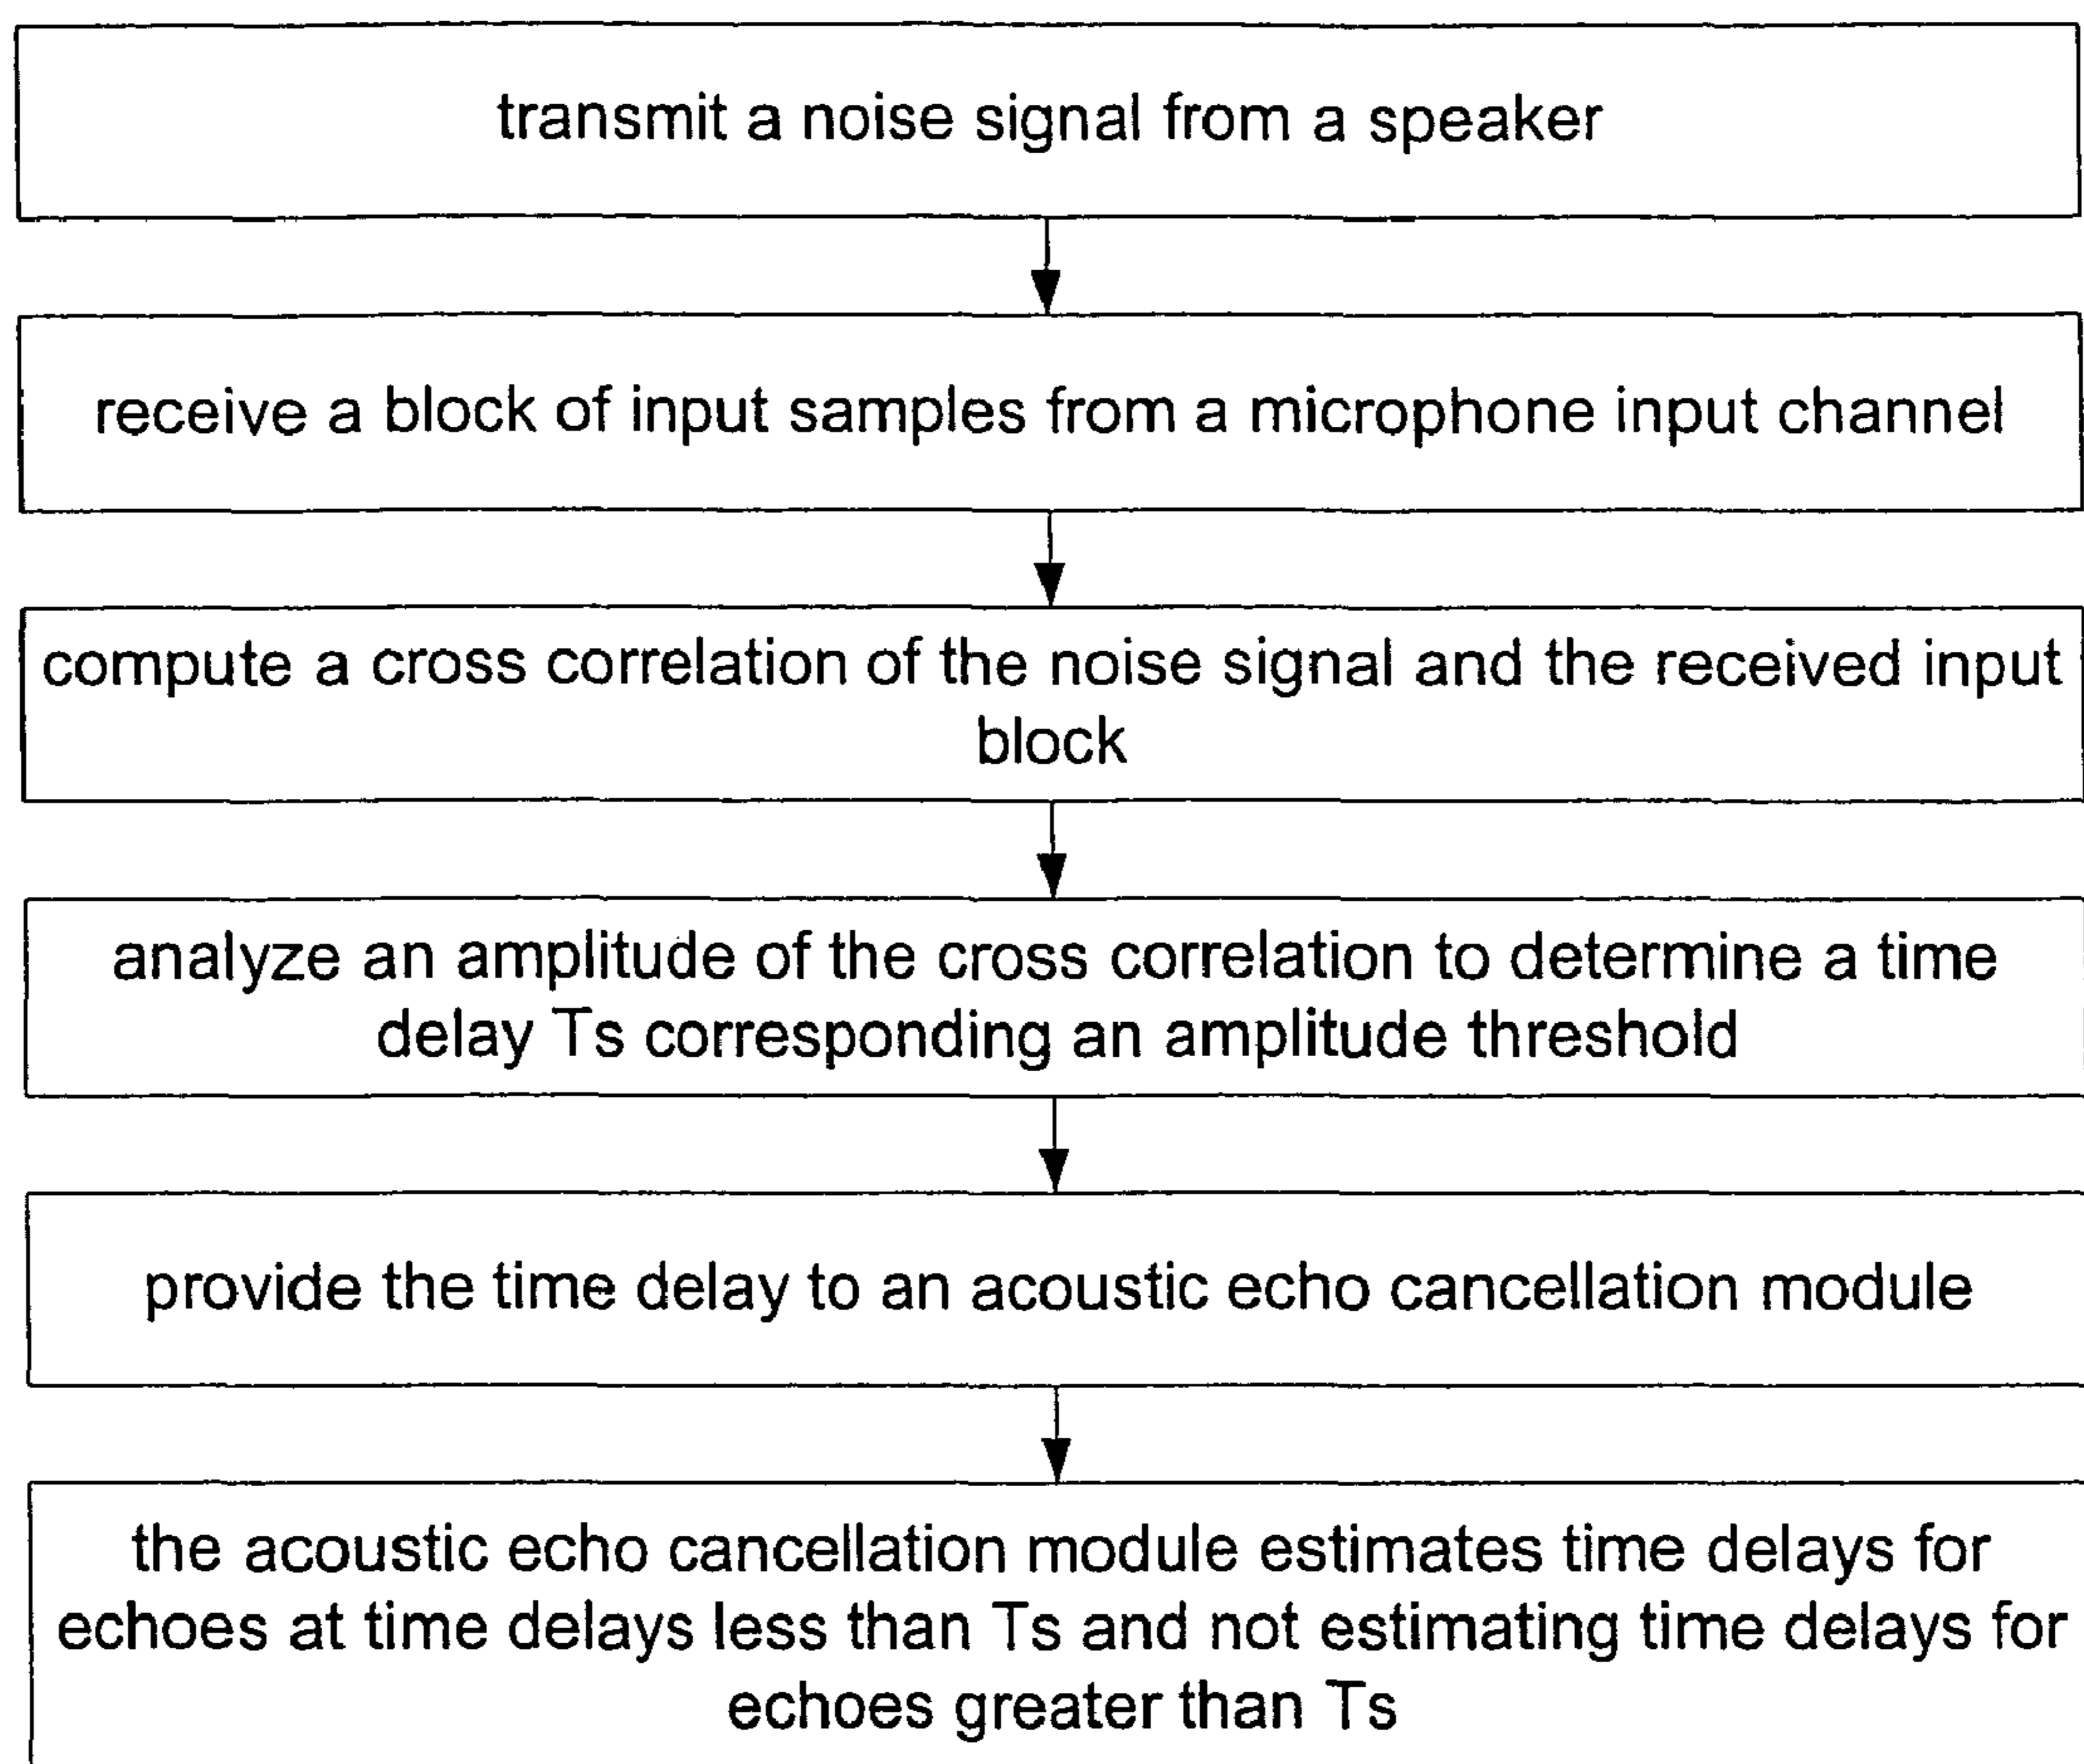 transmit a noise signal from a speaker
receive a block of input samples from a microphone input channel
compute a cross correlation of the noise signal and the received input
block
analyze an amplitude of the cross correlation to determine a time
delay Ts corresponding an amplitude threshold
provide the time delay to an acoustic echo cancellation module
the acoustic echo cancellation module estimates time delays for
echoes at time delays less than Ts and not estimating time delays for
echoes greater than Ts